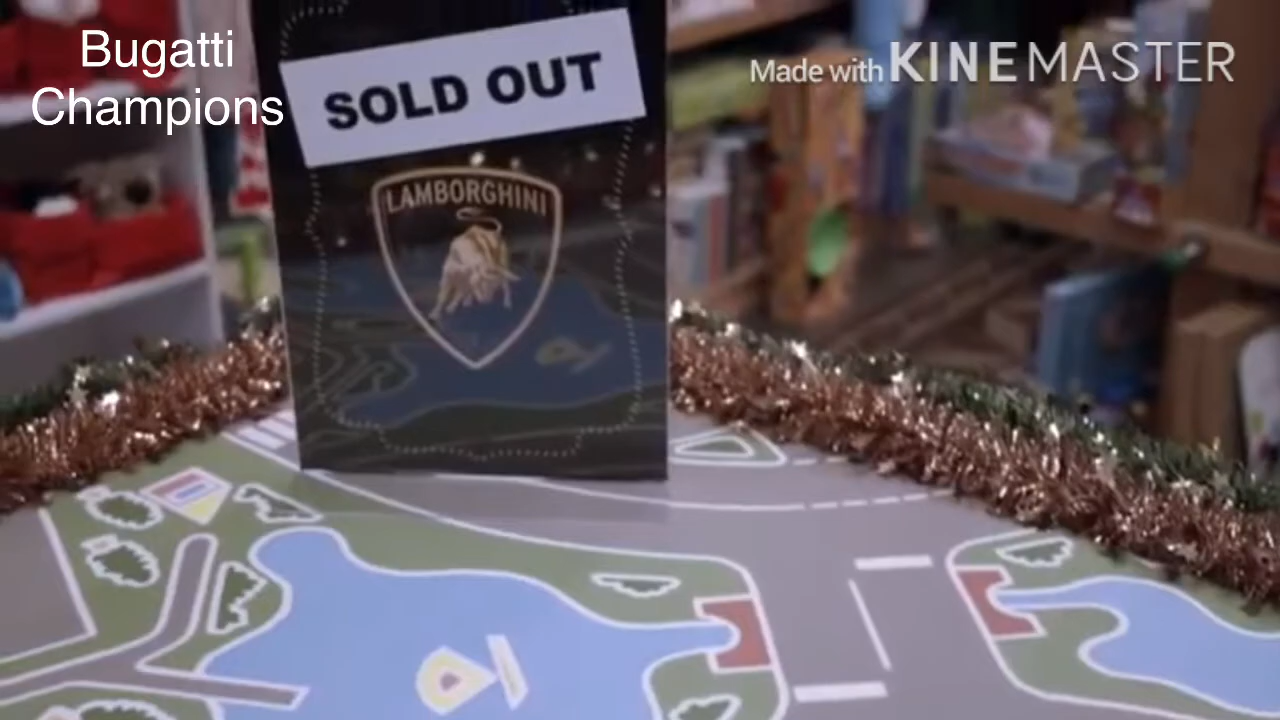 Bugatti
Champions
Made with KINEMASTER
SOLD OUT
LAMBORGHINI